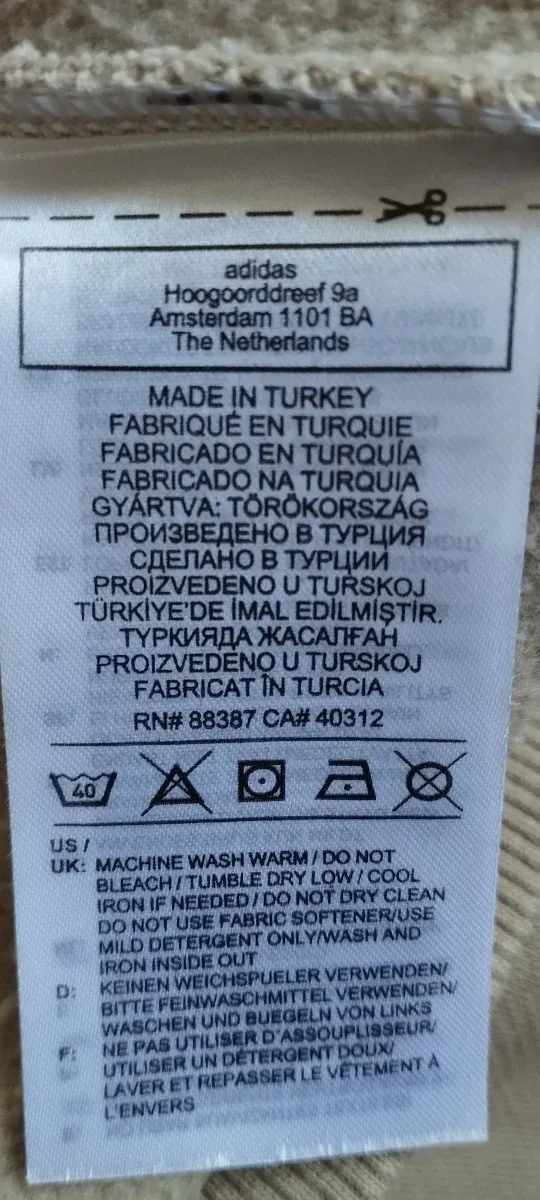 adidas
Hoogoorddreef 9a
Amsterdam 1101 BA
The Netherlands
MADE IN TURKEY
FABRIQUÉ EN TURQUIE
FABRICADO EN TURQUÍA
FABRICADO NA TURQUIA
GYÁRTVA: TÖRÖKORSZÁG
ПРОИЗВЕДЕНО В ТУРЦИЯ
СДЕЛАНО В ТУРЦИИ
PROIZVEDENO U TURSKOJ
TÜRKİYE'DE İMAL EDİLMİŞTİR.
ТУРКИЯДА ЖАСАЛҒАН
PROIZVEDENO U TURSKOJ
FABRICAT ÎN TURCIA
RN# 88387 CA# 40312
40
US /
UK: MACHINE WASH WARM / DO NOT
BLEACH / TUMBLE DRY LOW / COOL
IRON IF NEEDED / DO NOT DRY CLEAN
DO NOT USE FABRIC SOFTENER/USE
MILD DETERGENT ONLY/WASH AND
IRON INSIDE OUT
D: KEINEN WEICHSPUELER VERWENDEN/
BITTE FEINWASCHMITTEL VERWENDEN/
WASCHEN UND BUEGELN VON LINKS
F: NE PAS UTILISER D'ASSOUPLISSEUR/
UTILISER UN DÉTERGENT DOUX/
LAVER ET REPASSER LE VÊTEMENT À
L'ENVERS